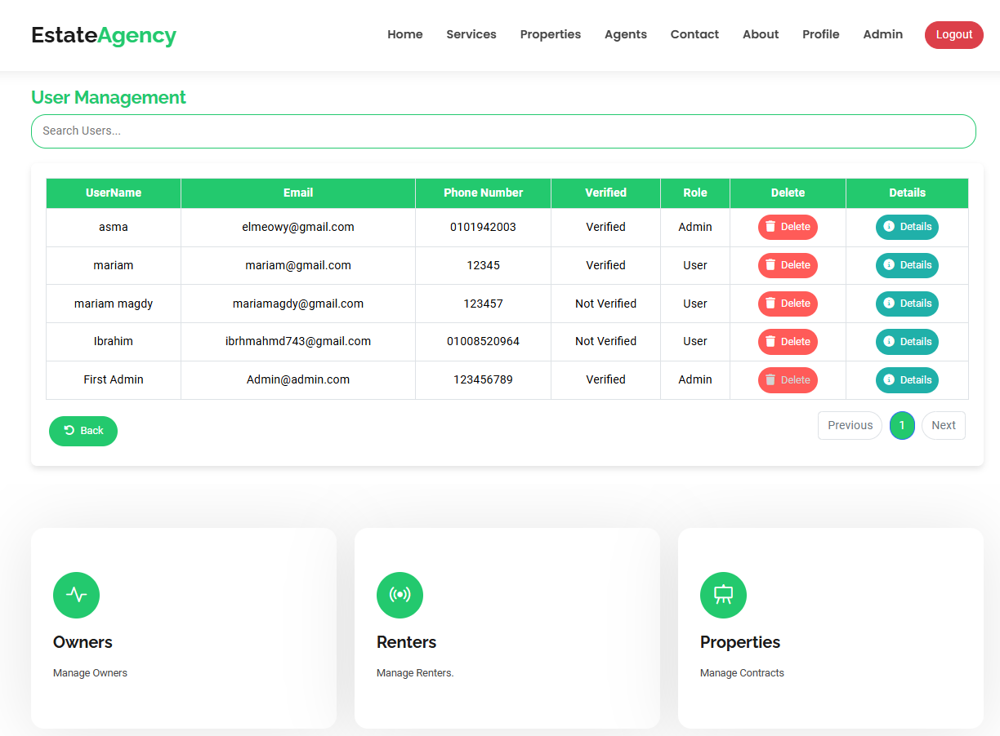 EstateAgency Home Services Properties Agents Contact About Profile Admin Logout
User Management
Search Users...
UserName Email Phone Number Verified Role Delete Details
asma elmeowy@gmail.com 0101942003 Verified Admin Delete Details
mariam mariam@gmail.com 12345 Verified User Delete Details
mariam magdy mariamagdy@gmail.com 123457 Not Verified User Delete Details
Ibrahim ibrhmahmd743@gmail.com 01008520964 Not Verified User Delete Details
First Admin Admin@admin.com 123456789 Verified Admin Delete Details
Back Previous 1 Next
Owners Renters Properties
Manage Owners Manage Renters. Manage Contracts